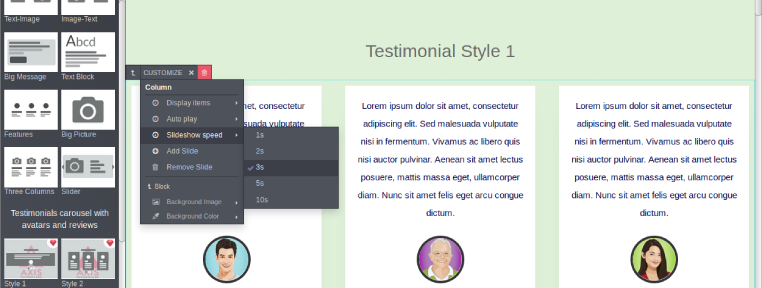 Text-Image
Image-Text
Big Message
Abcd
Text Block
Features
Big Picture
Three Columns
Slider
Testimonials carousel with
avatars and reviews
AXIS
Style 1
AXIS
Style 2
Testimonial Style 1
CUSTOMIZE
Column
Display items
Auto play
Slideshow speed
Add Slide
Remove Slide
Block
Background Image
Background Color
1s
2s
3s
5s
10s
met, consectetur
suada vulputate
Lorem ipsum dolor sit amet, consectetur
adipiscing elit. Sed malesuada vulputate
nisi in fermentum. Vivamus ac libero quis
nisi auctor pulvinar. Aenean sit amet lectus
posuere, mattis massa eget, ullamcorper
diam. Nunc sit amet felis eget arcu congue
dictum.
Lorem ipsum dolor sit amet, consectetur
adipiscing elit. Sed malesuada vulputate
nisi in fermentum. Vivamus ac libero quis
nisi auctor pulvinar. Aenean sit amet lectus
posuere, mattis massa eget, ullamcorper
diam. Nunc sit amet felis eget arcu congue
dictum.